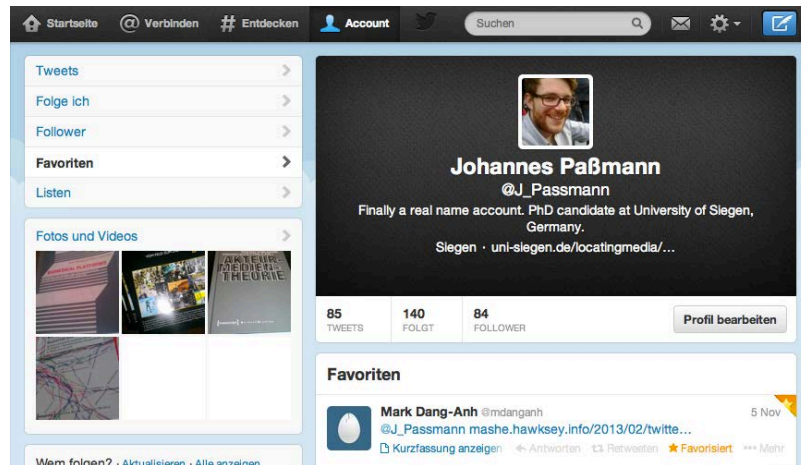 Startseite @ Verbinden # Entdecken Account Suchen
Tweets
Folge ich
Follower
Favoriten
Listen
Fotos und Videos
AKTEUR-
MEDIEN-
THEORIE
Johannes Paßmann
@J_Passmann
Finally a real name account. PhD candidate at University of Siegen,
Germany.
Siegen · uni-siegen.de/locatingmedia/...
85 140 84
TWEETS FOLGT FOLLOWER
Profil bearbeiten
Favoriten
Mark Dang-Anh @mdanganh 5 Nov
@J_Passmann mashe.hawksey.info/2013/02/twitte...
Kurzfassung anzeigen Antworten Retweeten Favorisiert Mehr
Wem folgen? · Aktualisieren · Alle anzeigen